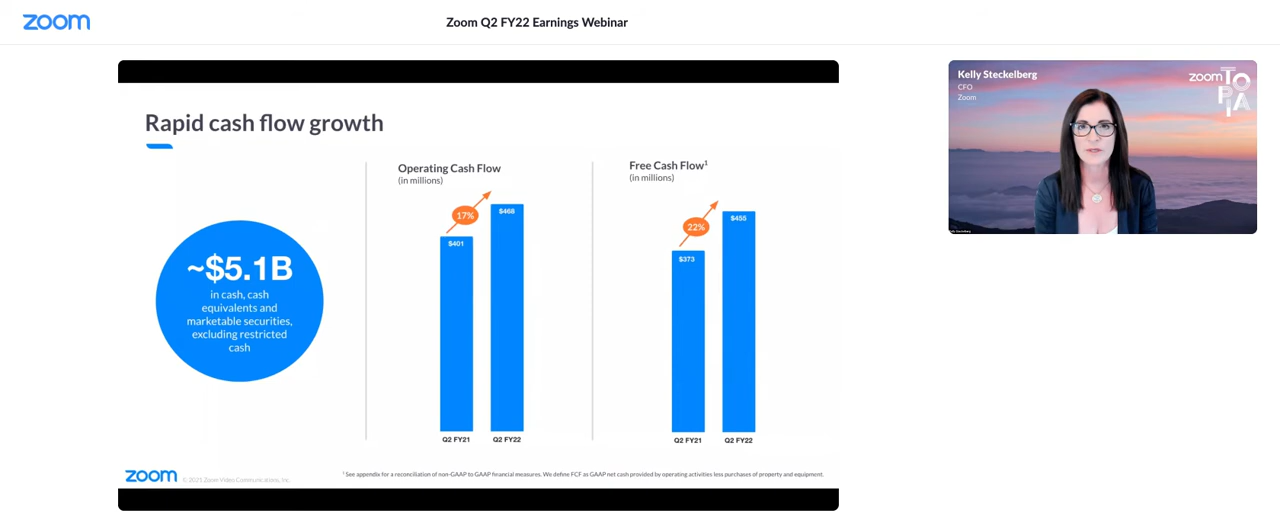 zoom
Zoom Q2 FY22 Earnings Webinar
Rapid cash flow growth
~$5.1B
in cash, cash
equivalents and
marketable securities,
excluding restricted
cash
Operating Cash Flow
(in millions)
17%
$401
$468
Q2 FY21
Q2 FY22
Free Cash Flow¹
(in millions)
22%
$373
$455
Q2 FY21
Q2 FY22
zoom
© 2021 Zoom Video Communications, Inc.
¹ See appendix for a reconciliation of non-GAAP to GAAP financial measures. We define FCF as GAAP net cash provided by operating activities less purchases of property and equipment.
Kelly Steckelberg
CFO
Zoom
zoomTOPIA
Kelly Steckelberg